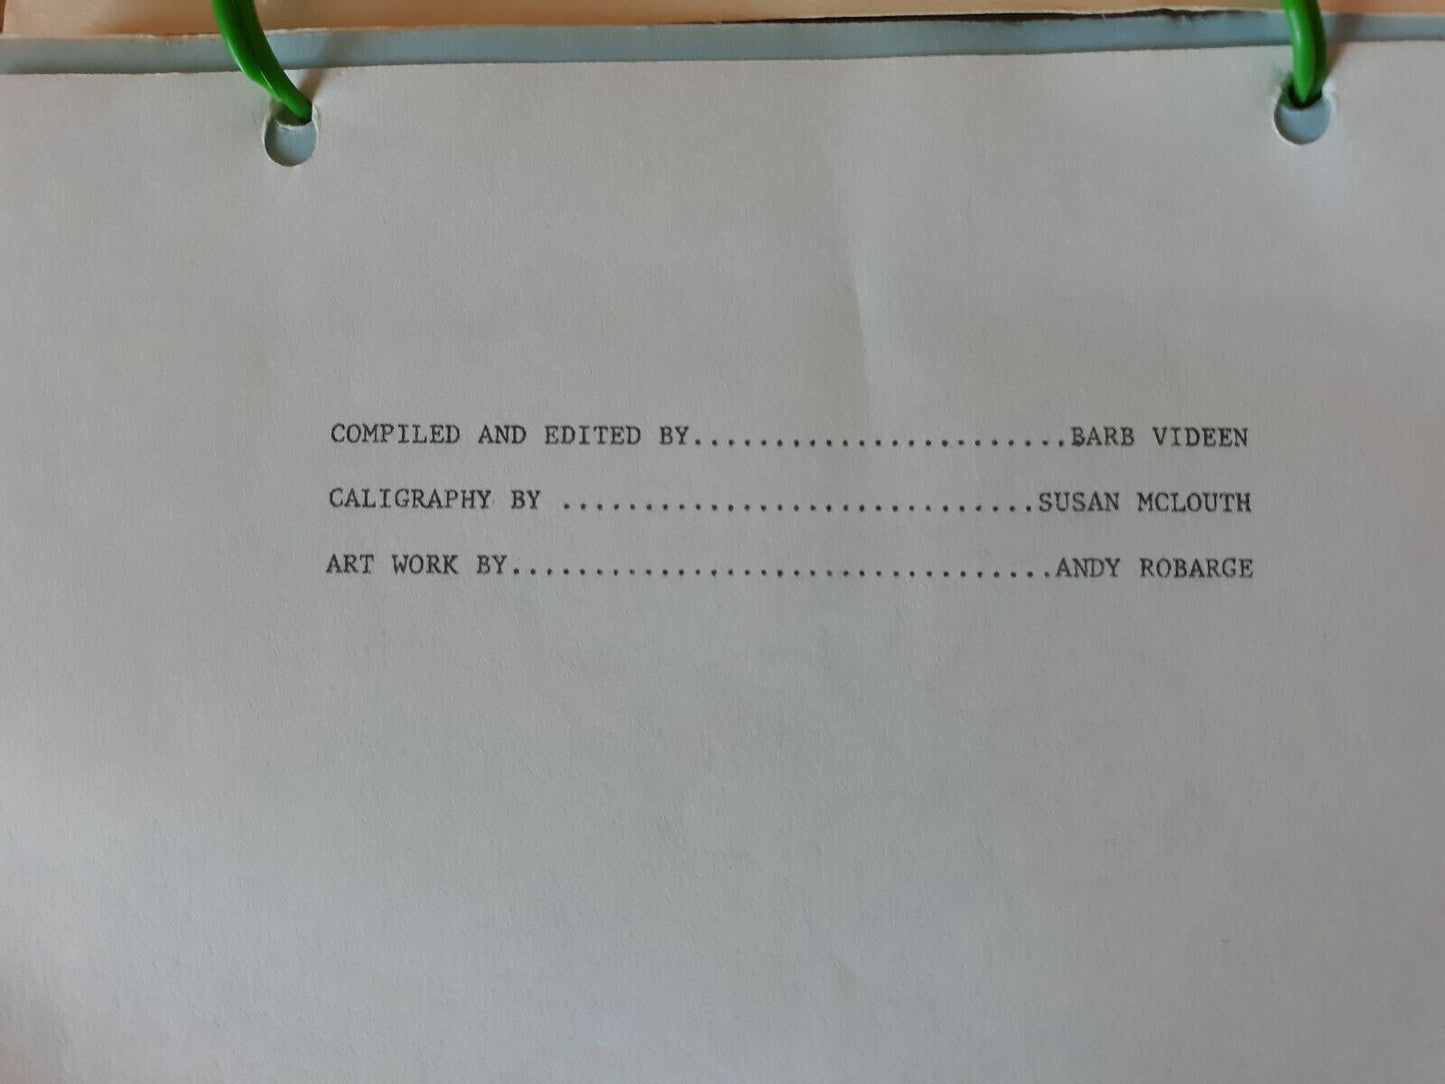 COMPILED AND EDITED BY.......................BARB VIDEEN
CALIGRAPHY BY .............................SUSAN MCLOUTH
ART WORK BY.................................ANDY ROBARGE